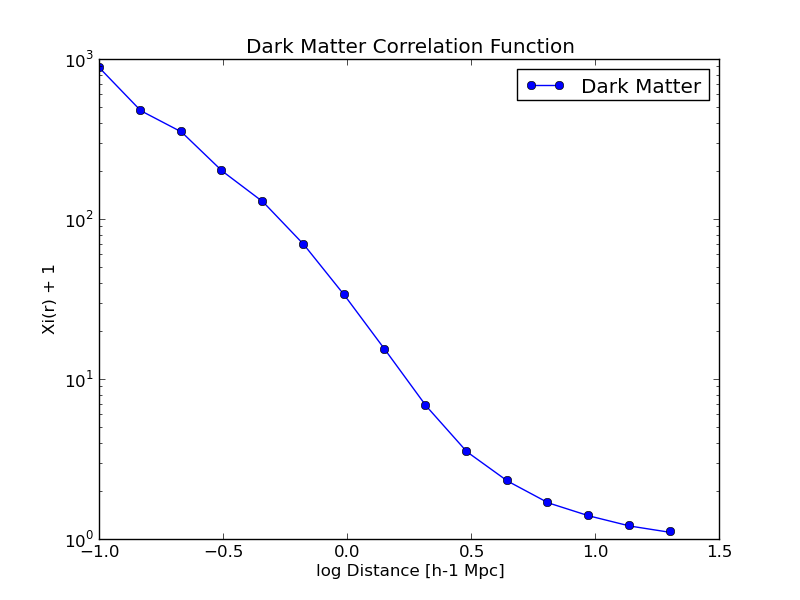 Dark Matter Correlation Function
Dark Matter
10^3
10^2
10^1
10^0
Xi(r) + 1
−1.0 −0.5 0.0 0.5 1.0 1.5
log Distance [h-1 Mpc]